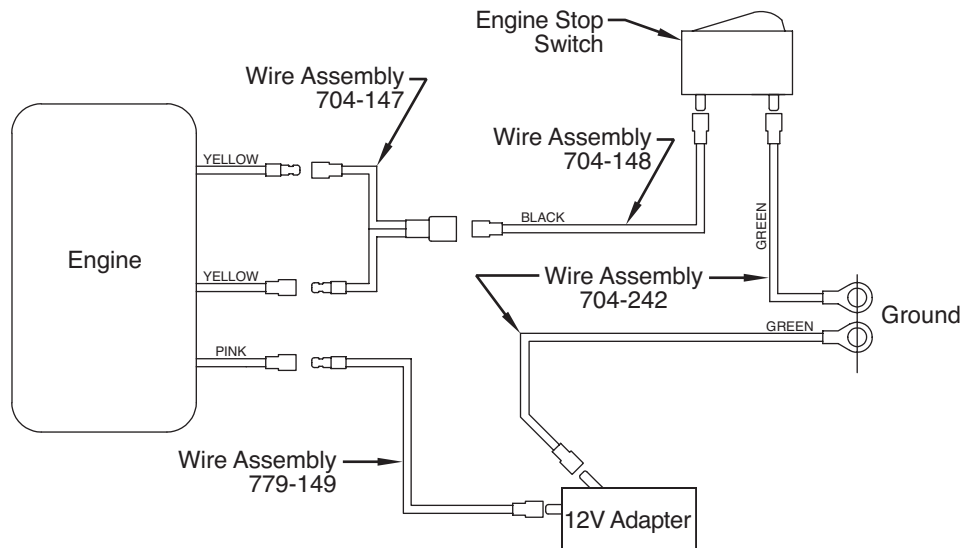 Engine Stop
Switch
Wire Assembly
704-147
Wire Assembly
704-148
YELLOW
BLACK
GREEN
Engine
YELLOW
Wire Assembly
704-242
Ground
GREEN
PINK
Wire Assembly
779-149
12V Adapter